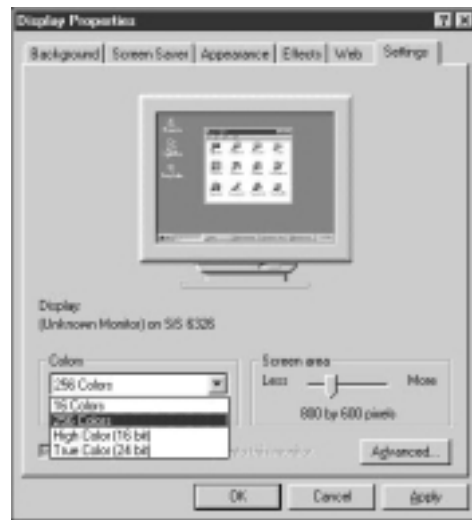 Display Properties
Background Screen Saver Appearance Effects Web Settings
Display:
(Unknown Monitor) on SiS 6326
Colors
256 Colors
16 Colors
256 Colors
High Color (16 bit)
True Color (24 bit)
Screen area
Less More
800 by 600 pixels
monitor
Advanced...
OK Cancel Apply